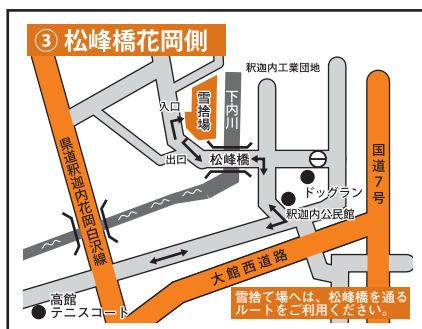 ③ 松峰橋花岡側
釈迦内工業団地
入口
雪捨場
下内川
出口
松峰橋
国道7号
県道釈迦内花岡白沢線
ドッグラン
釈迦内公民館
大館西道路
高館
テニスコート
雪捨て場へは、松峰橋を通る
ルートをご利用ください。